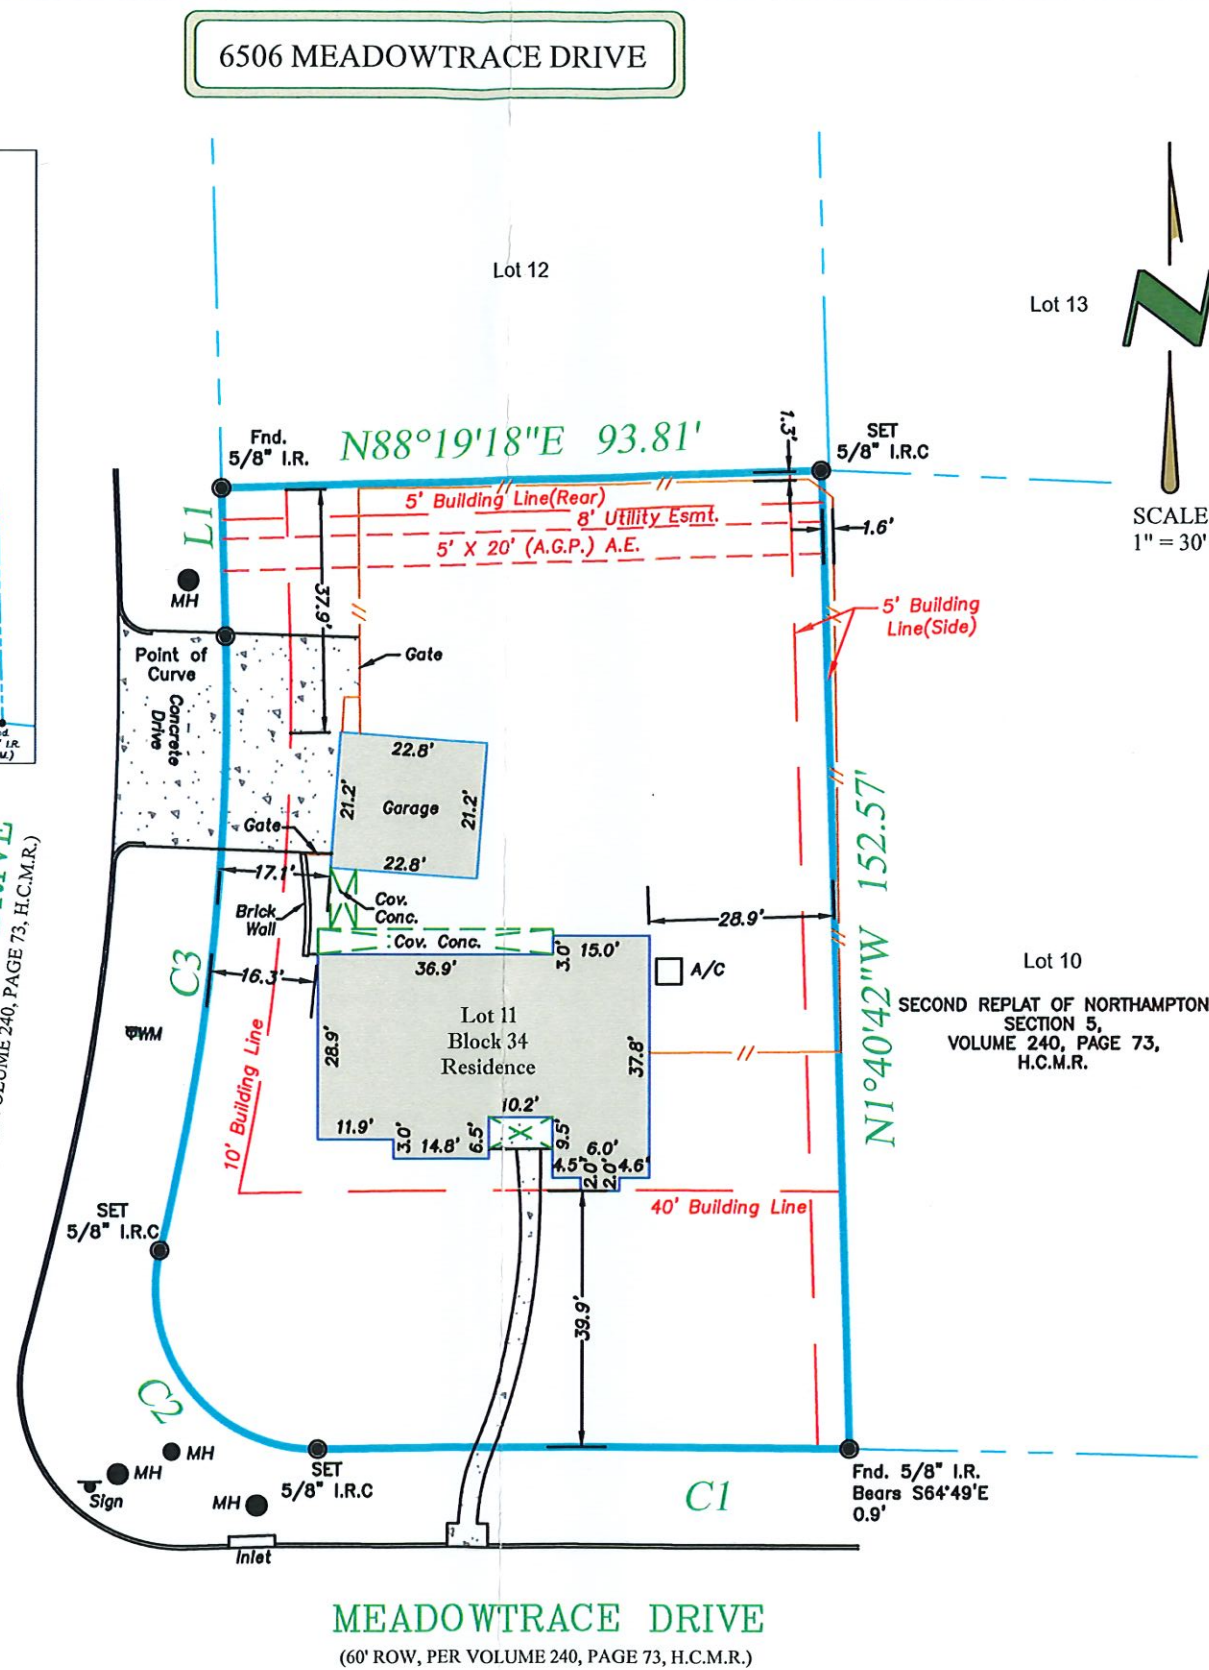 6506 MEADOWTRACE DRIVE
Lot 12
Lot 13
SCALE
1" = 30'
Fnd.
5/8" I.R.
N88°19'18"E 93.81'
1.3'
SET
5/8" I.R.C
L1
5' Building Line(Rear)
8' Utility Esmt.
5' X 20' (A.G.P.) A.E.
1.6'
MH
37.9'
5' Building
Line(Side)
Point of
Curve
Gate
Concrete
Drive
22.8'
21.2'
Garage
21.2'
22.8'
Gate
17.1'
Brick
Wall
Cov.
Conc.
Cov. Conc.
N1°40'42"W 152.57'
28.9'
C3
16.3'
36.9'
3.0'
15.0'
A/C
Lot 10
SECOND REPLAT OF NORTHAMPTON
SECTION 5,
VOLUME 240, PAGE 73,
H.C.M.R.
WM
Lot 11
Block 34
Residence
28.9'
37.8'
10' Building Line
10.2'
11.9'
3.0'
14.8'
6.5'
9.5'
6.0'
4.5'
2.0'
2.0'
4.6'
SET
5/8" I.R.C
40' Building Line
39.9'
C2
MH
MH
Sign
MH
SET
5/8" I.R.C
C1
Fnd. 5/8" I.R.
Bears S64°49'E
0.9'
Inlet
MEADOWTRACE DRIVE
(60' ROW, PER VOLUME 240, PAGE 73, H.C.M.R.)
240, PAGE 73, H.C.M.R.)